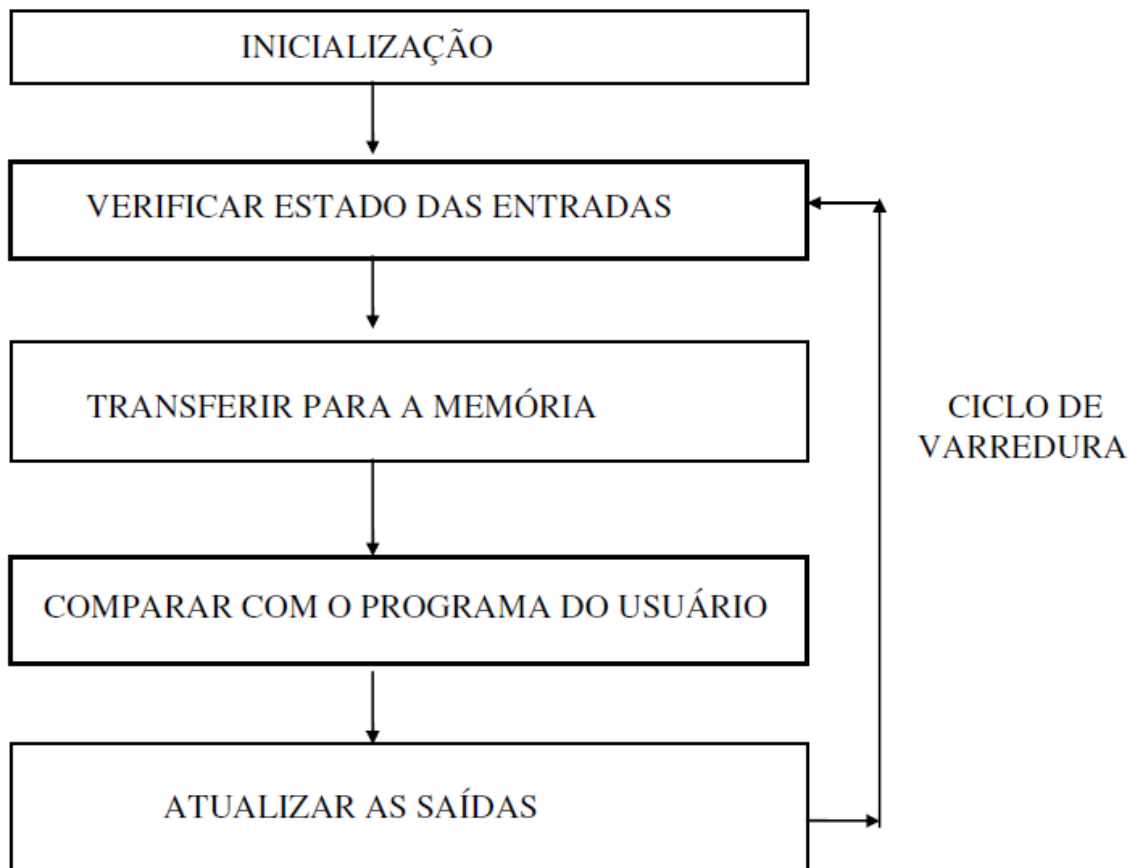 INICIALIZAÇÃO
VERIFICAR ESTADO DAS ENTRADAS
TRANSFERIR PARA A MEMÓRIA
CICLO DE
VARREDURA
COMPARAR COM O PROGRAMA DO USUÁRIO
ATUALIZAR AS SAÍDAS